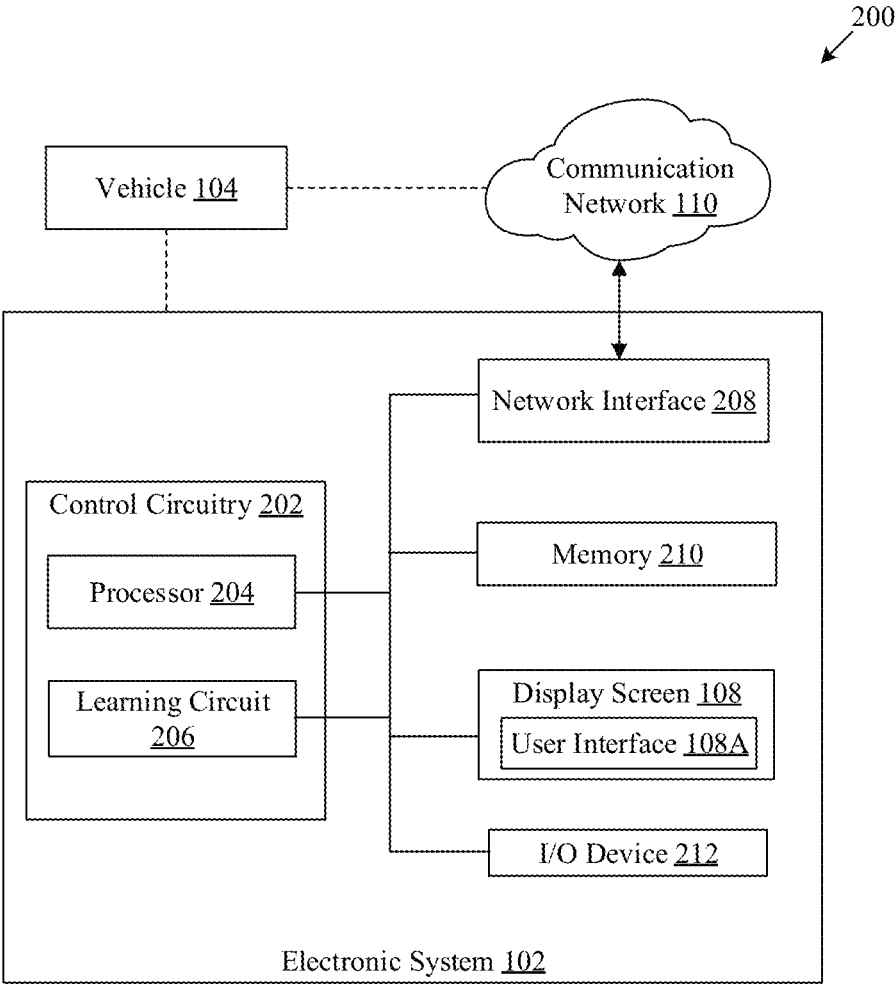 200
Vehicle 104
Communication
Network 110
Network Interface 208
Control Circuitry 202
Memory 210
Processor 204
Learning Circuit
206
Display Screen 108
User Interface 108A
I/O Device 212
Electronic System 102